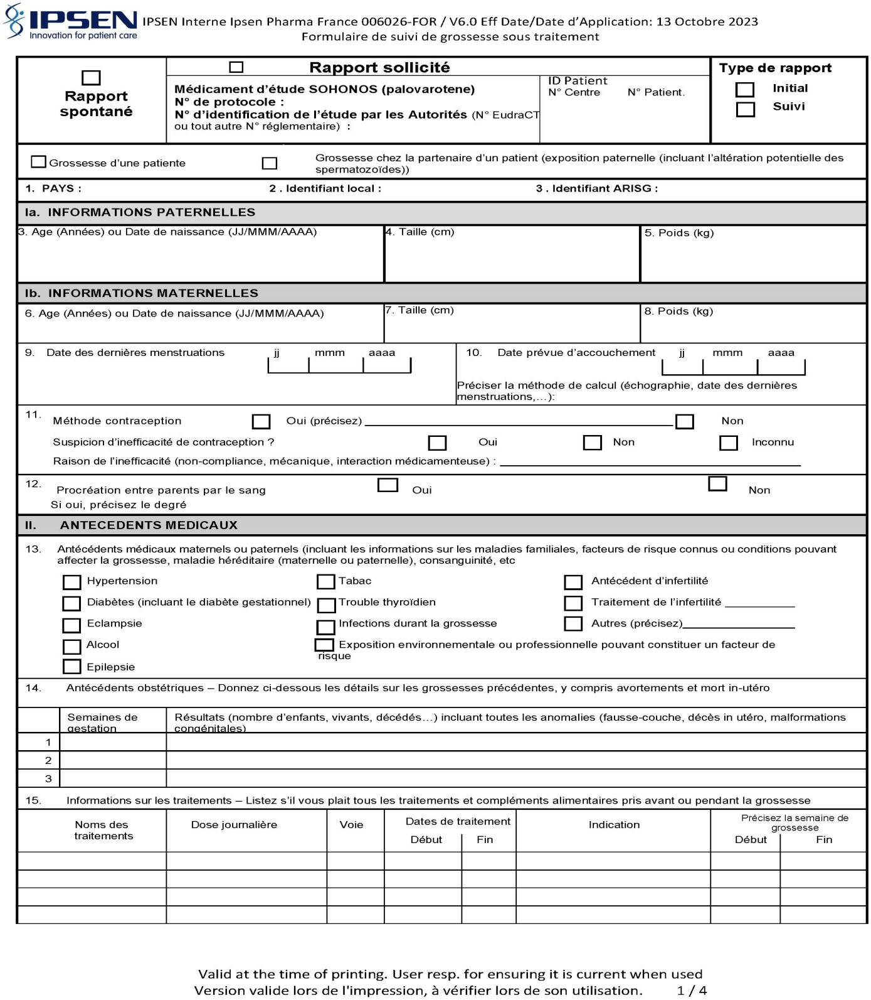 IPSEN
Innovation for patient care
IPSEN Interne Ipsen Pharma France 006026-FOR / V6.0 Eff Date/Date d’Application: 13 Octobre 2023
Formulaire de suivi de grossesse sous traitement
Rapport spontané
Rapport sollicité
Médicament d’étude SOHONOS (palovarotene)
N° de protocole :
N° d’identification de l’étude par les Autorités (N° EudraCT
ou tout autre N° réglementaire) :
ID Patient
N° Centre N° Patient.
Type de rapport
Initial
Suivi
Grossesse d’une patiente
Grossesse chez la partenaire d’un patient (exposition paternelle (incluant l’altération potentielle des
spermatozoïdes))
1. PAYS : 2 . Identifiant local : 3 . Identifiant ARISG :
Ia. INFORMATIONS PATERNELLES
3. Age (Années) ou Date de naissance (JJ/MMM/AAAA) 4. Taille (cm) 5. Poids (kg)
Ib. INFORMATIONS MATERNELLES
6. Age (Années) ou Date de naissance (JJ/MMM/AAAA) 7. Taille (cm) 8. Poids (kg)
9. Date des dernières menstruations jj mmm aaaa
10. Date prévue d’accouchement jj mmm aaaa
Préciser la méthode de calcul (échographie, date des dernières
menstruations,…):
11. Méthode contraception Oui (précisez) Non
Suspicion d’inefficacité de contraception ? Oui Non Inconnu
Raison de l’inefficacité (non-compliance, mécanique, interaction médicamenteuse) :
12. Procréation entre parents par le sang Oui Non
Si oui, précisez le degré
II. ANTECEDENTS MEDICAUX
13. Antécédents médicaux maternels ou paternels (incluant les informations sur les maladies familiales, facteurs de risque connus ou conditions pouvant
affecter la grossesse, maladie héréditaire (maternelle ou paternelle), consanguinité, etc
Hypertension Tabac Antécédent d’infertilité
Diabètes (incluant le diabète gestationnel) Trouble thyroïdien Traitement de l’infertilité
Eclampsie Infections durant la grossesse Autres (précisez)
Alcool Exposition environnementale ou professionnelle pouvant constituer un facteur de
risque
Epilepsie
14. Antécédents obstétriques – Donnez ci-dessous les détails sur les grossesses précédentes, y compris avortements et mort in-utéro
Semaines de
gestation
Résultats (nombre d’enfants, vivants, décédés…) incluant toutes les anomalies (fausse-couche, décès in utéro, malformations
congénitales)
1
2
3
15. Informations sur les traitements – Listez s’il vous plait tous les traitements et compléments alimentaires pris avant ou pendant la grossesse
Noms des
traitements
Dose journalière
Voie
Dates de traitement
Début Fin
Indication
Précisez la semaine de
grossesse
Début Fin
Valid at the time of printing. User resp. for ensuring it is current when used
Version valide lors de l'impression, à vérifier lors de son utilisation. 1 / 4